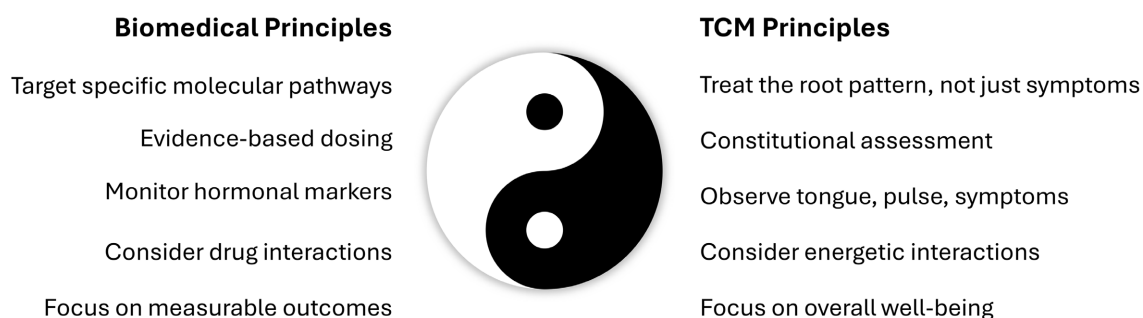 Biomedical Principles
Target specific molecular pathways
Evidence-based dosing
Monitor hormonal markers
Consider drug interactions
Focus on measurable outcomes
TCM Principles
Treat the root pattern, not just symptoms
Constitutional assessment
Observe tongue, pulse, symptoms
Consider energetic interactions
Focus on overall well-being